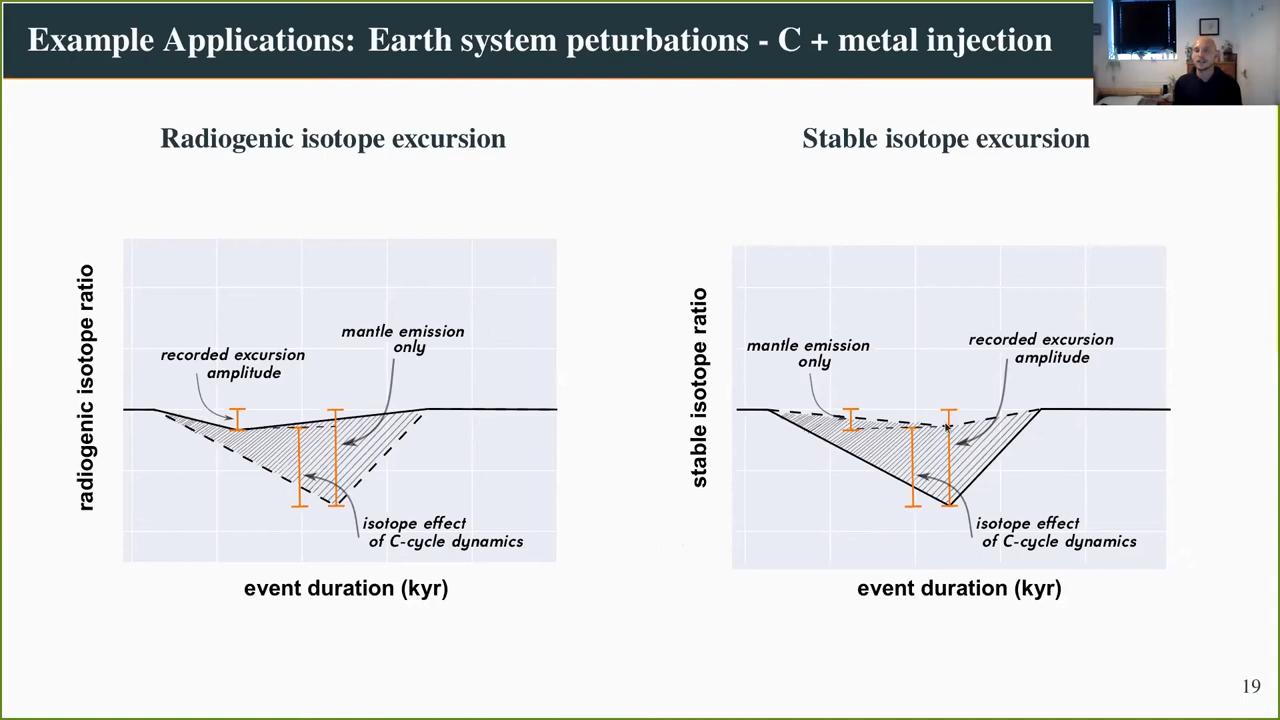 Example Applications: Earth system peturbations - C + metal injection
Radiogenic isotope excursion
radiogenic isotope ratio
recorded excursion
amplitude
mantle emission
only
isotope effect
of C-cycle dynamics
event duration (kyr)
Stable isotope excursion
stable isotope ratio
mantle emission
only
recorded excursion
amplitude
isotope effect
of C-cycle dynamics
event duration (kyr)
19